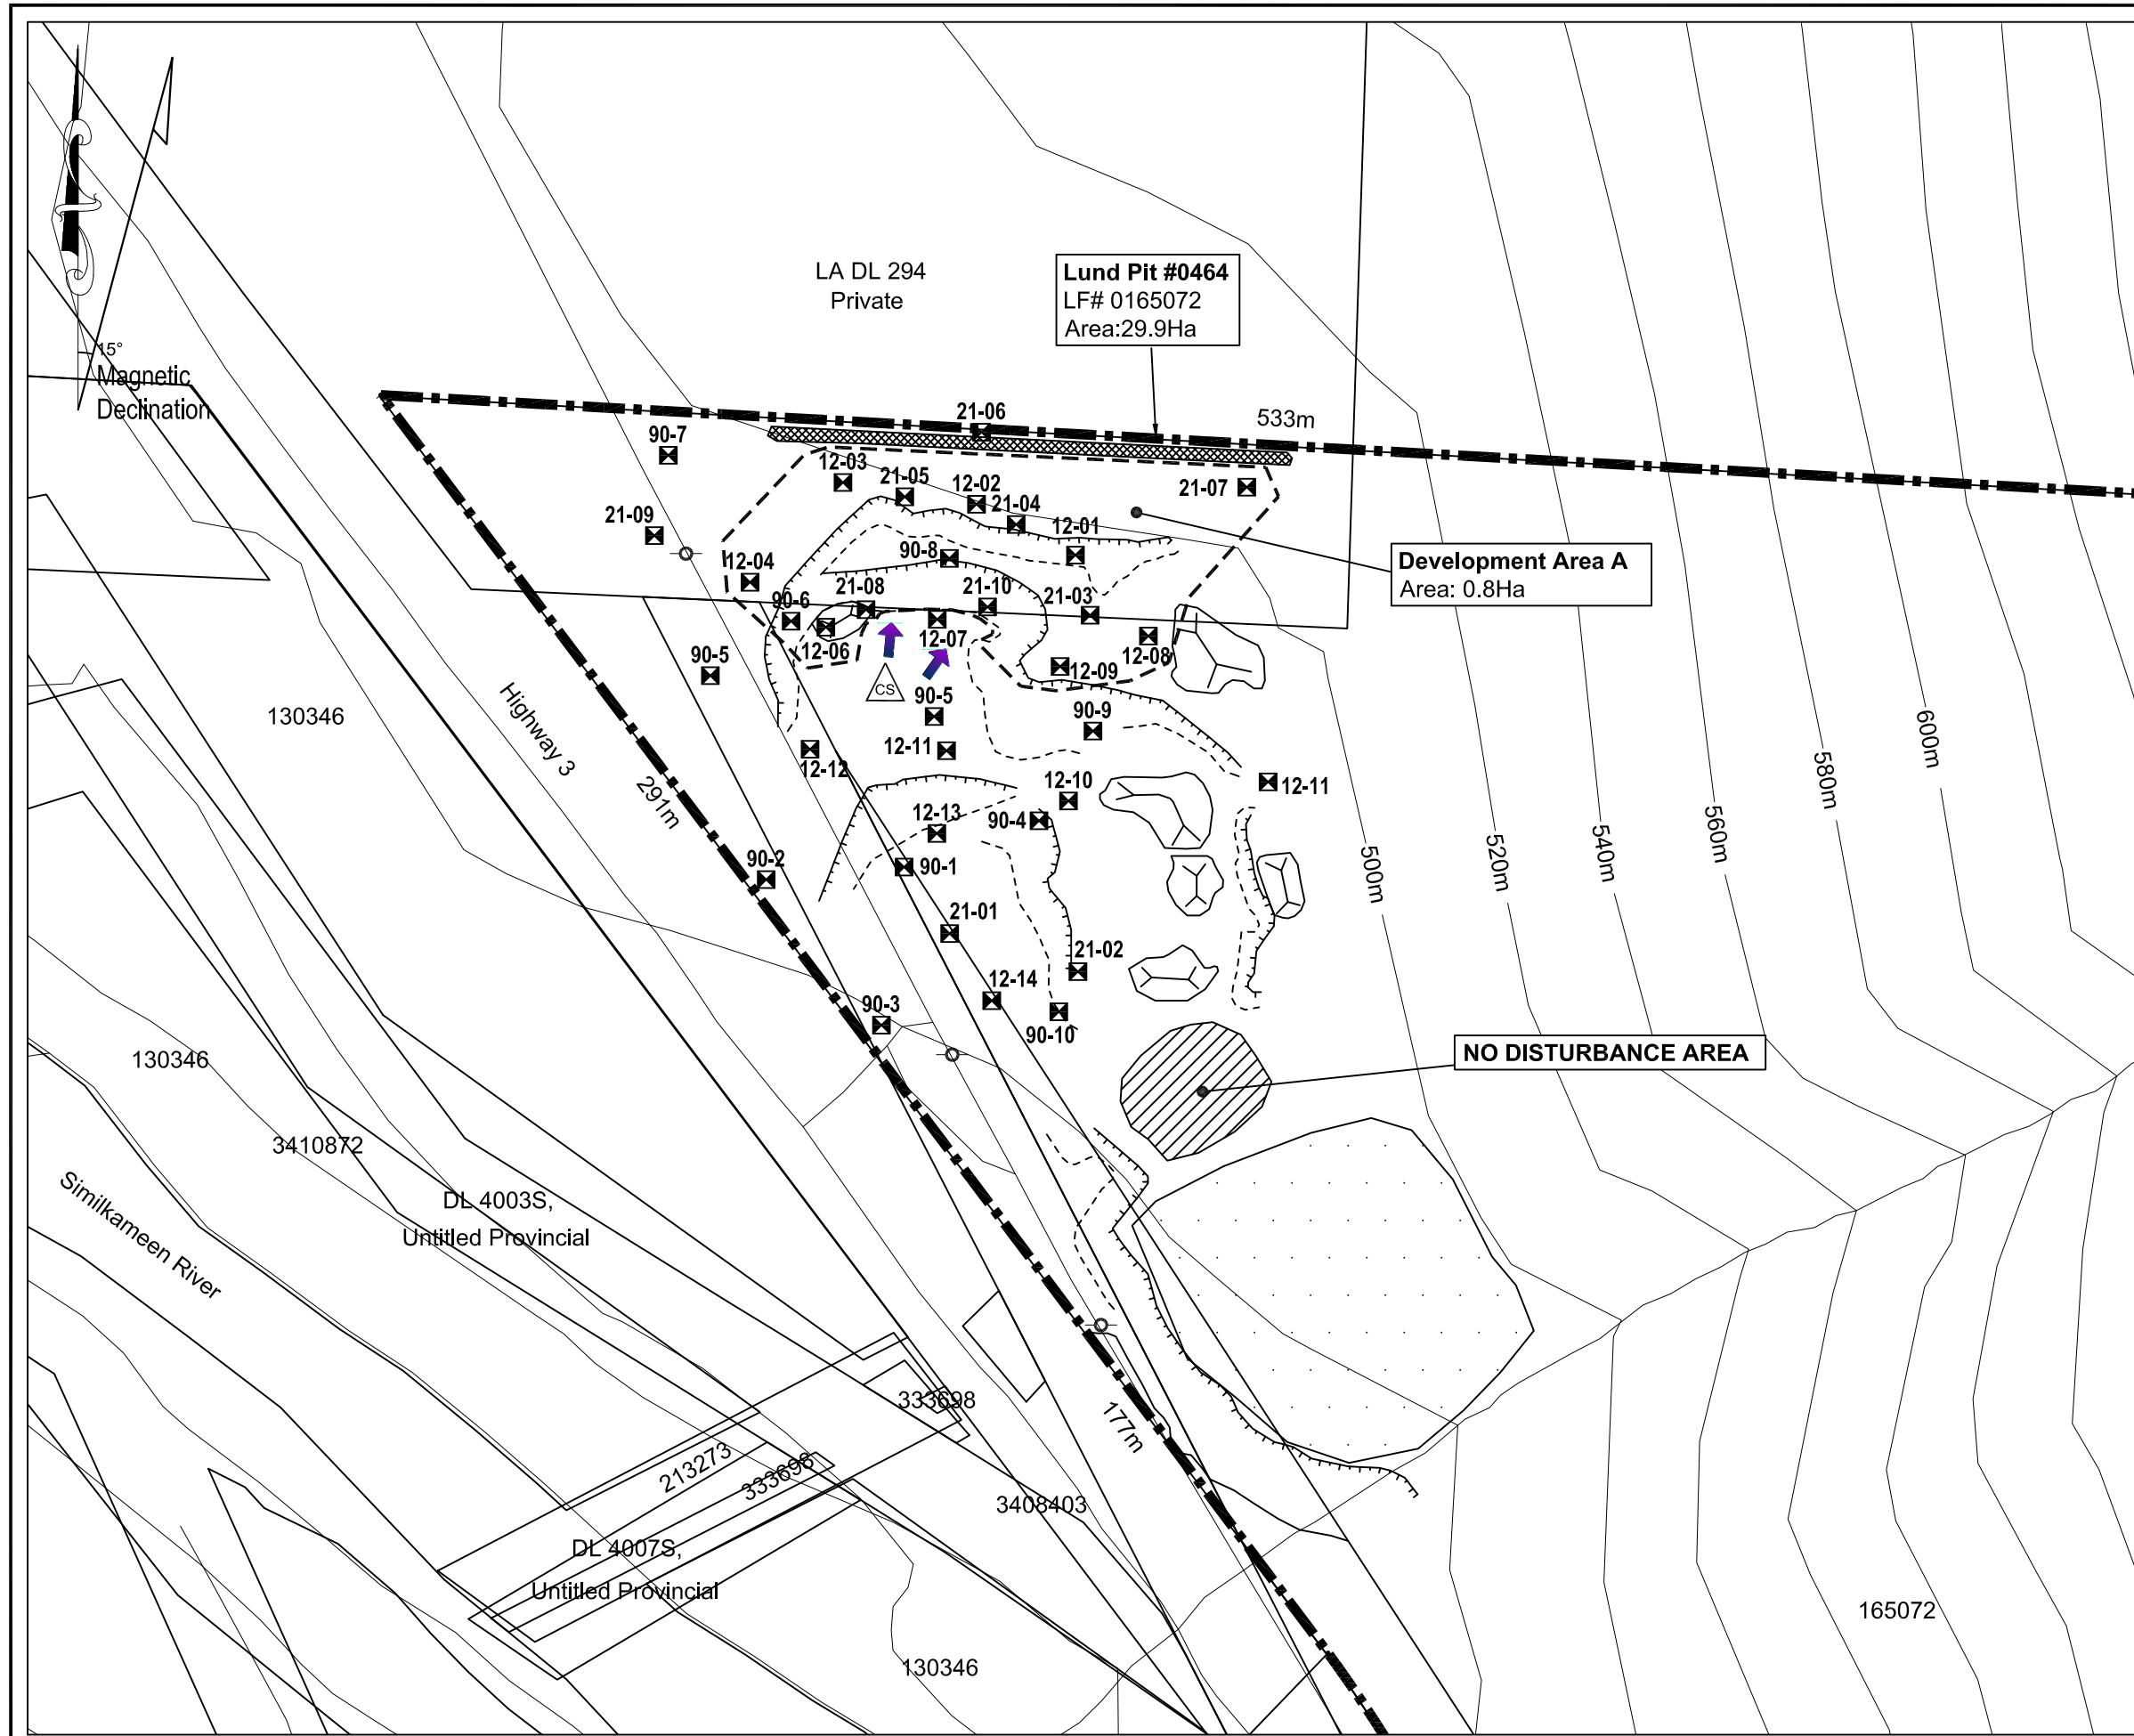 LA DL 294
Private
Lund Pit #0464
LF# 0165072
Area:29.9Ha
15°
Magnetic
Declination
533m
21-06
90-7
12-03
21-05
12-02
21-07
21-04
21-09
12-01
90-8
Development Area A
Area: 0.8Ha
12-04
21-08
90-6
21-10
21-03
12-07
12-06
12-08
12-09
90-5
CS
90-5
90-9
130346
Highway 3
12-11
12-12
291m
12-10
12-11
12-13
90-4
90-2
90-1
500m
520m
540m
560m
580m
600m
21-01
21-02
12-14
90-3
90-10
NO DISTURBANCE AREA
130346
3410872
DL 4003S,
Untitled Provincial
Similkameen River
333698
177m
213273
333698
3408403
DL 4007S,
Untitled Provincial
165072
130346